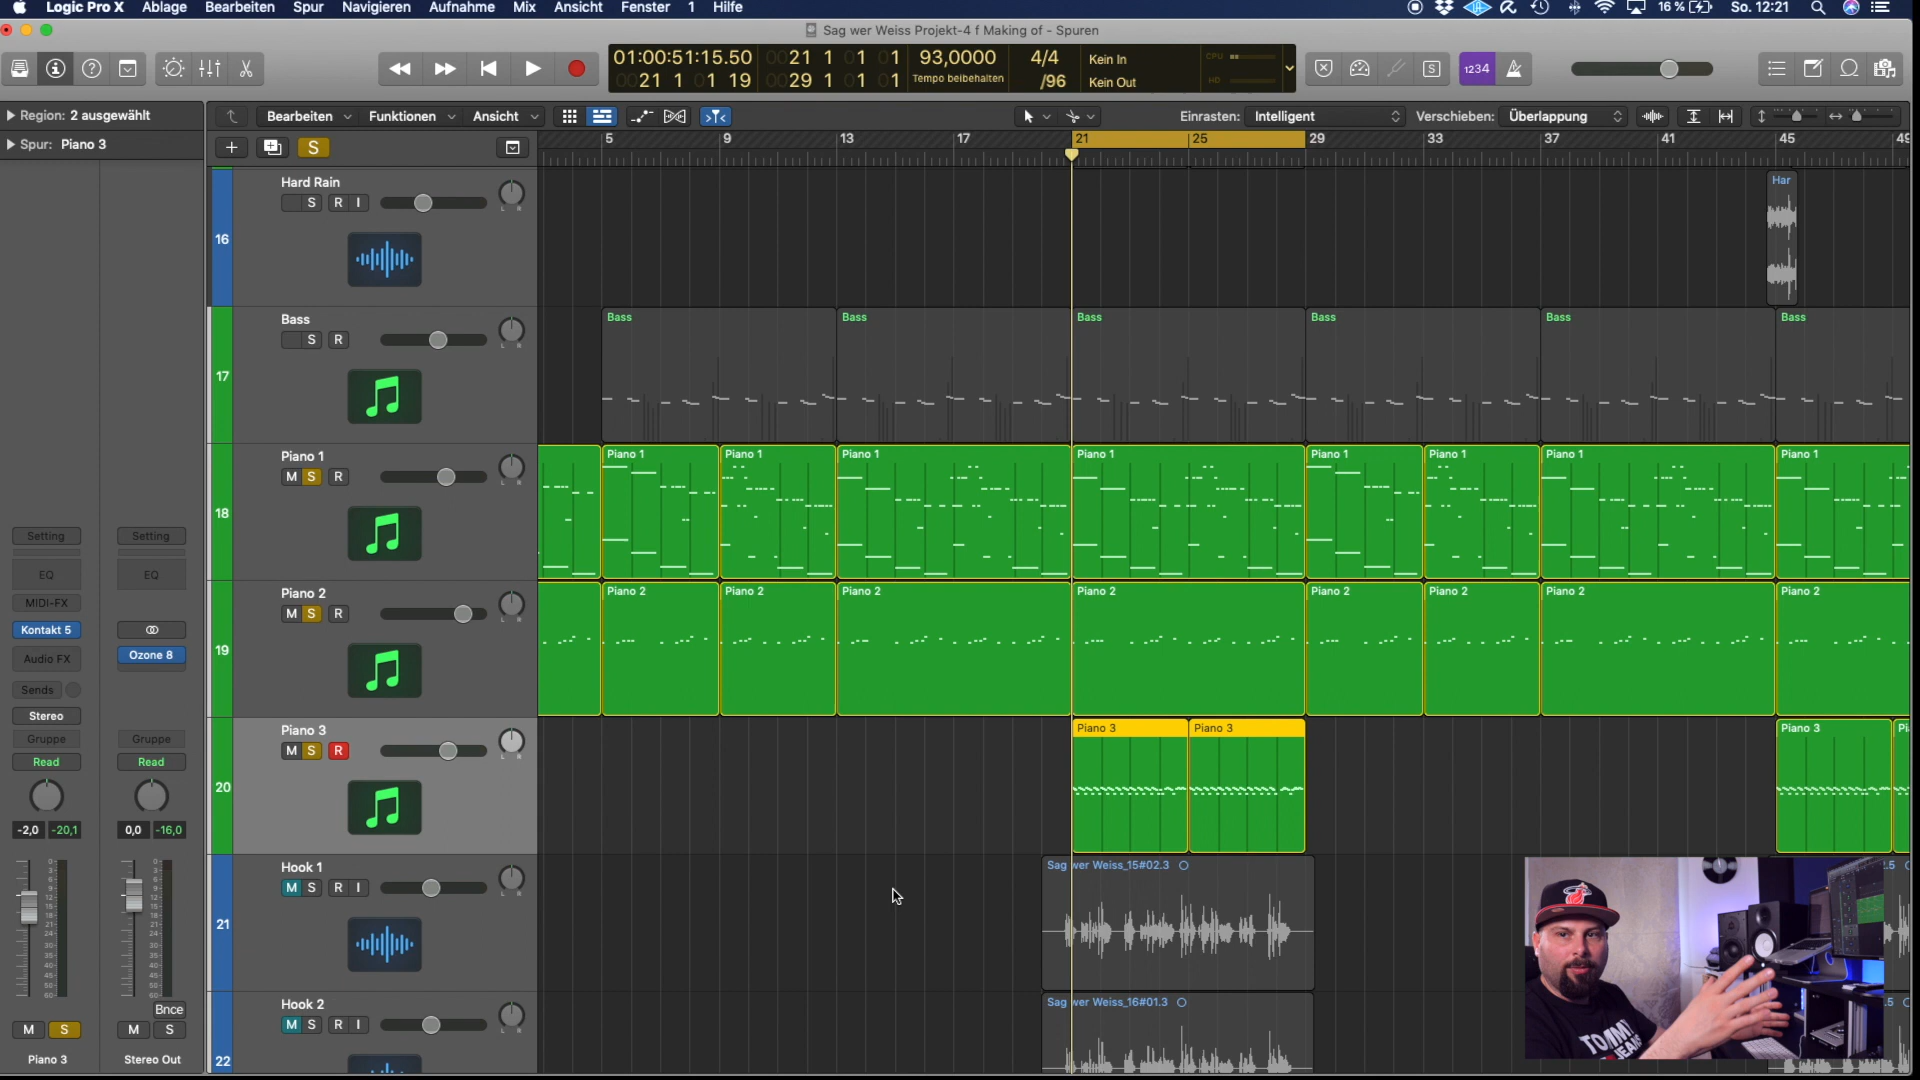 Logic Pro X Ablage Bearbeiten Spur Navigieren Aufnahme Mix Ansicht Fenster 1 Hilfe 16 % So. 12:21
Sag wer Weiss Projekt-4 f Making of - Spuren
01:00:51:15.50 0021 1 01 01 93,0000 4/4 Kein In CPU
0021 1 01 19 0029 1 01 01 Tempo beibehalten /96 Kein Out HD
S 1234
Region: 2 ausgewählt Bearbeiten Funktionen Ansicht Einrasten: Intelligent Verschieben: Überlappung
Spur: Piano 3 S 5 9 13 17 21 25 29 33 37 41 45 49
Hard Rain Har
S R I
L R
16
Bass Bass Bass Bass Bass Bass Bass
S R
L R
17
Piano 1 Piano 1 Piano 1 Piano 1 Piano 1 Piano 1 Piano 1 Piano 1 Piano 1
M S R
L R
18
Setting Setting
EQ EQ
Piano 2 Piano 2 Piano 2 Piano 2 Piano 2 Piano 2 Piano 2 Piano 2 Piano 2
MIDI-FX
M S R
L R
Kontakt 5
19
Ozone 8
Audio FX
Sends
Stereo
Piano 3 Piano 3 Piano 3 Piano 3 Pi
Gruppe Gruppe
M S R
Read Read
L R
20
-2,0 -20,1 0,0 -16,0
Hook 1 Sag wer Weiss_15#02.3 .5
M S R I
L R
21
Hook 2 Sag wer Weiss_16#01.3 .5
Bnce
M S R I
L R
M S M S
22
Piano 3 Stereo Out
TOMMY
JEANS